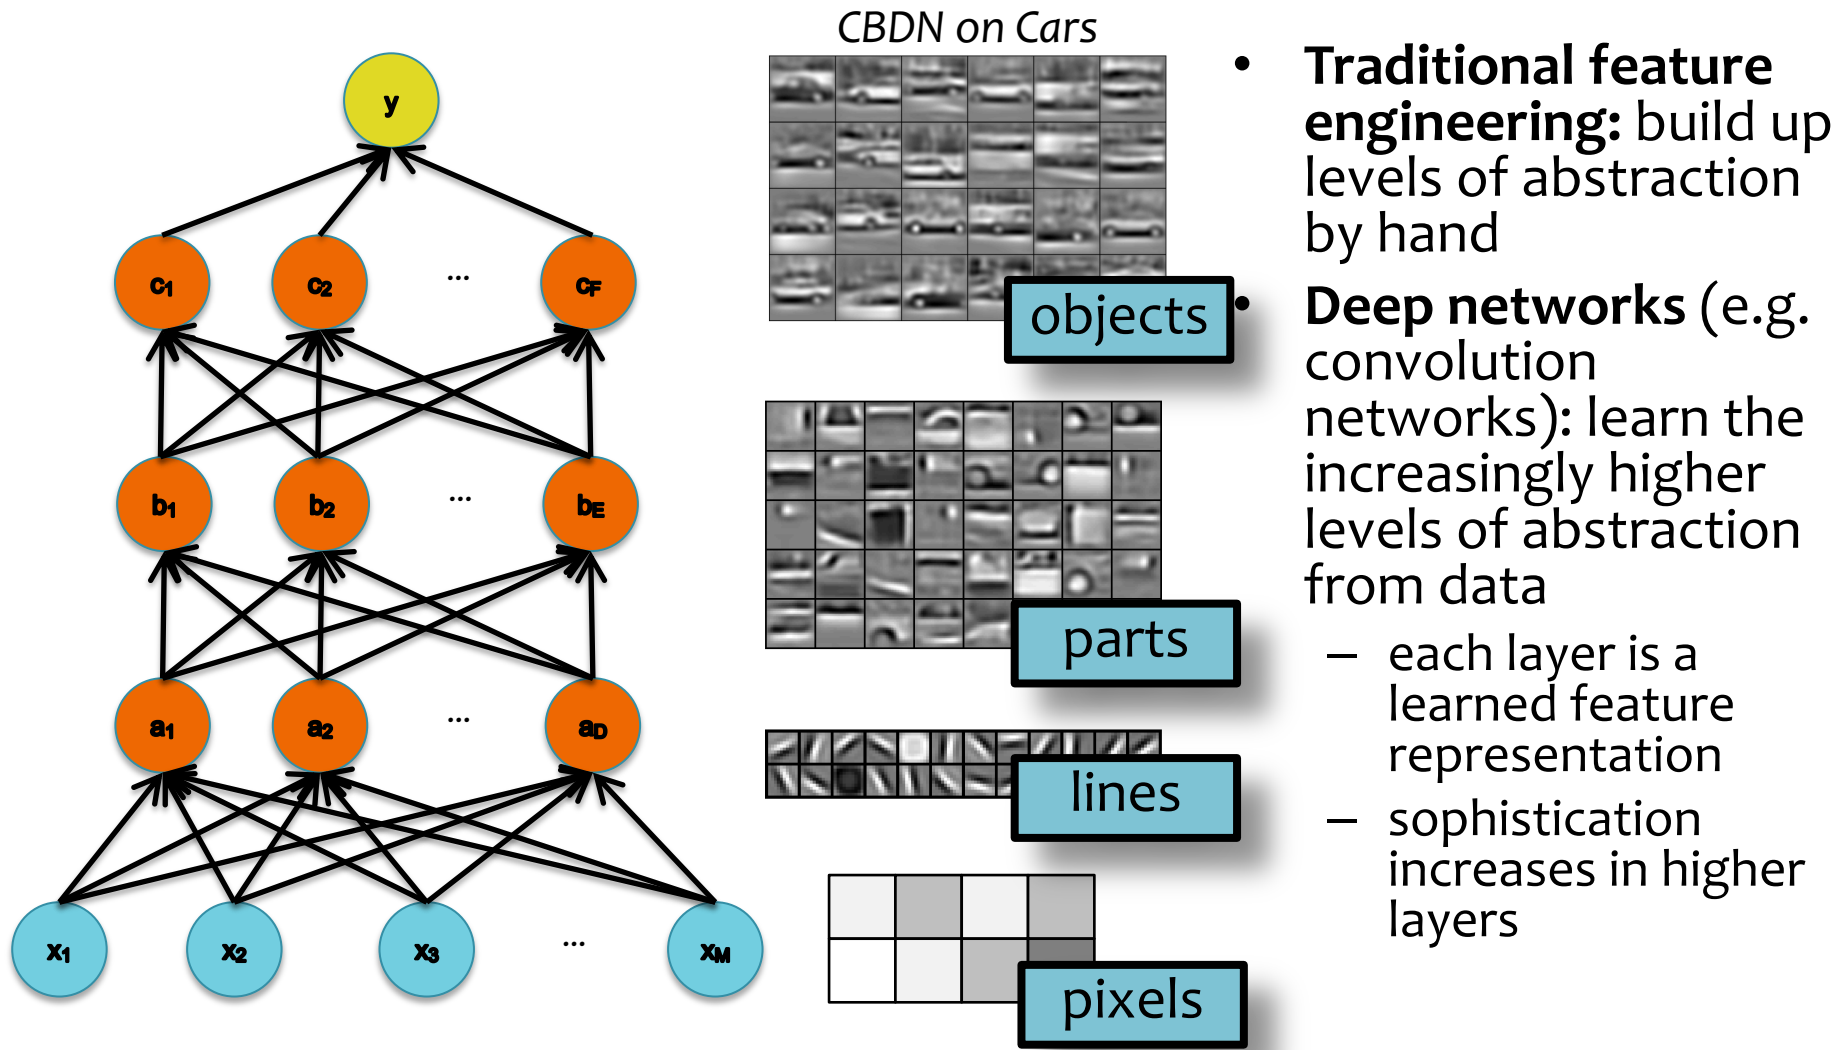 CBDN on Cars
y
c1 c2 ... cF
b1 b2 ... bE
a1 a2 ... aD
x1 x2 x3 ... xM
objects
parts
lines
pixels
• Traditional feature
engineering: build up
levels of abstraction
by hand
• Deep networks (e.g.
convolution
networks): learn the
increasingly higher
levels of abstraction
from data
– each layer is a
learned feature
representation
– sophistication
increases in higher
layers